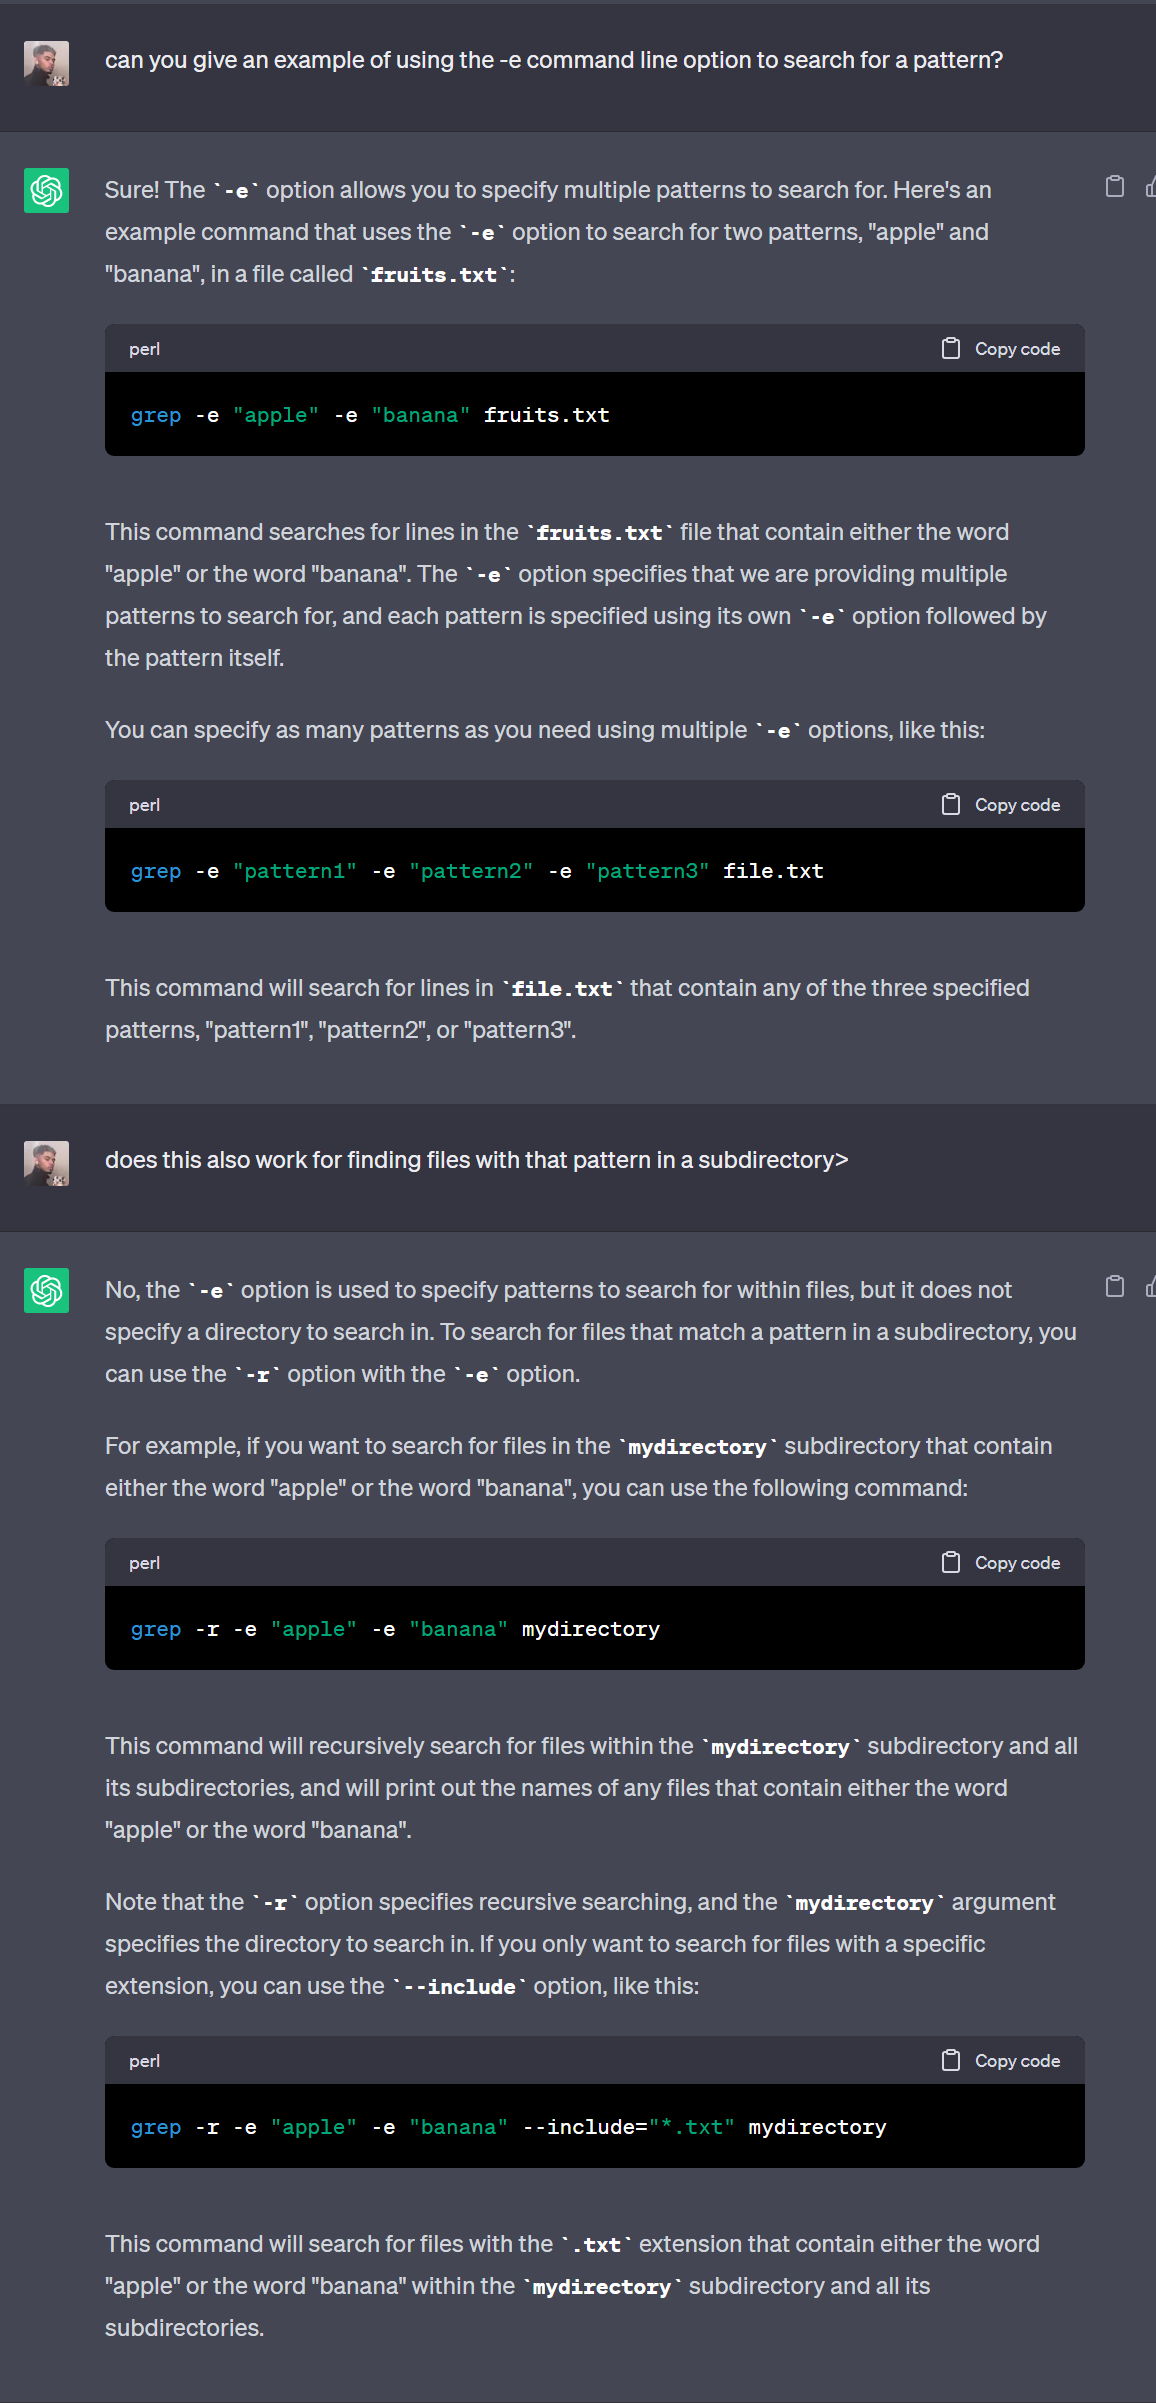 can you give an example of using the -e command line option to search for a pattern?
Sure! The `-e` option allows you to specify multiple patterns to search for. Here's an
example command that uses the `-e` option to search for two patterns, "apple" and
"banana", in a file called `fruits.txt`:
perl Copy code
grep -e "apple" -e "banana" fruits.txt
This command searches for lines in the `fruits.txt` file that contain either the word
"apple" or the word "banana". The `-e` option specifies that we are providing multiple
patterns to search for, and each pattern is specified using its own `-e` option followed by
the pattern itself.
You can specify as many patterns as you need using multiple `-e` options, like this:
perl Copy code
grep -e "pattern1" -e "pattern2" -e "pattern3" file.txt
This command will search for lines in `file.txt` that contain any of the three specified
patterns, "pattern1", "pattern2", or "pattern3".
does this also work for finding files with that pattern in a subdirectory>
No, the `-e` option is used to specify patterns to search for within files, but it does not
specify a directory to search in. To search for files that match a pattern in a subdirectory, you
can use the `-r` option with the `-e` option.
For example, if you want to search for files in the `mydirectory` subdirectory that contain
either the word "apple" or the word "banana", you can use the following command:
perl Copy code
grep -r -e "apple" -e "banana" mydirectory
This command will recursively search for files within the `mydirectory` subdirectory and all
its subdirectories, and will print out the names of any files that contain either the word
"apple" or the word "banana".
Note that the `-r` option specifies recursive searching, and the `mydirectory` argument
specifies the directory to search in. If you only want to search for files with a specific
extension, you can use the `--include` option, like this:
perl Copy code
grep -r -e "apple" -e "banana" --include="*.txt" mydirectory
This command will search for files with the `.txt` extension that contain either the word
"apple" or the word "banana" within the `mydirectory` subdirectory and all its
subdirectories.